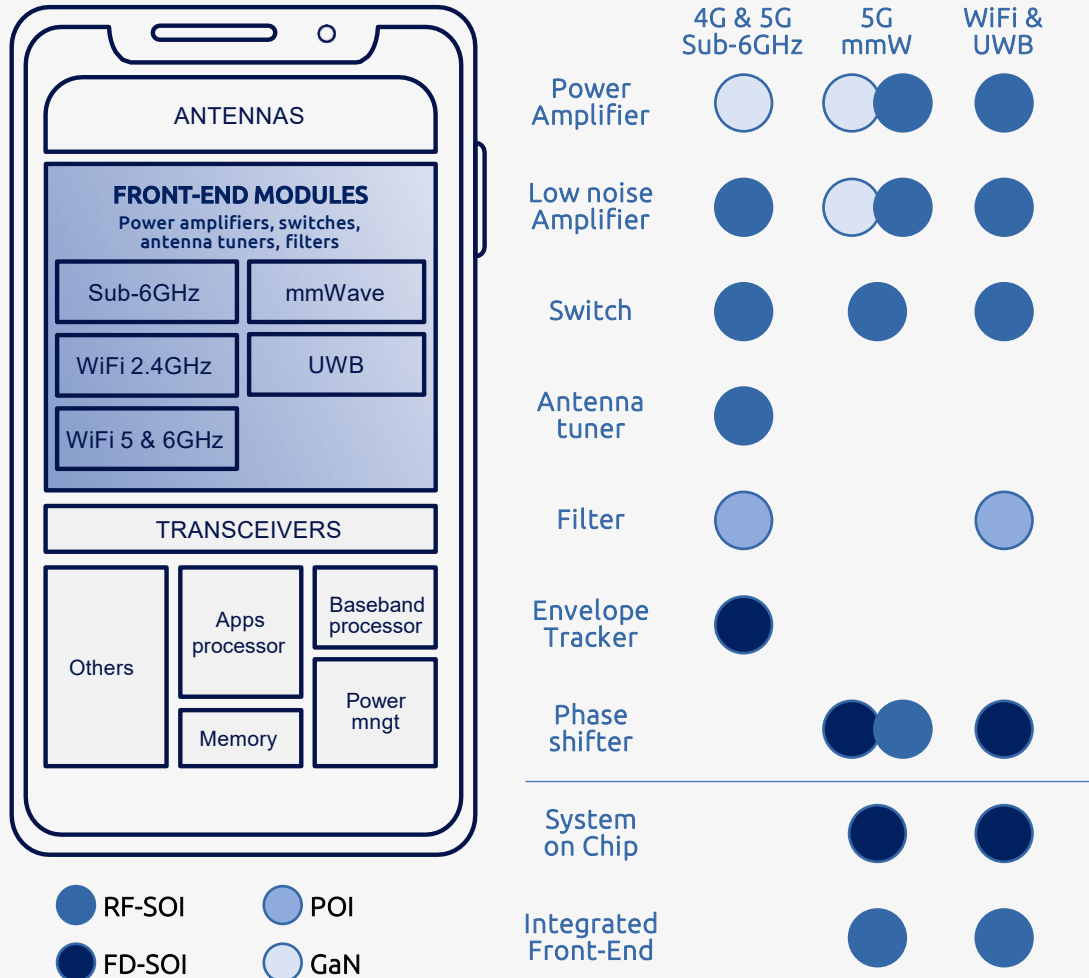 ANTENNAS
FRONT-END MODULES
Power amplifiers, switches,
antenna tuners, filters
Sub-6GHz
mmWave
WiFi 2.4GHz
UWB
WiFi 5 & 6GHz
TRANSCEIVERS
Others
Apps
processor
Memory
Baseband
processor
Power
mngt
RF-SOI
POI
FD-SOI
GaN
4G & 5G
Sub-6GHz
5G
mmW
WiFi &
UWB
Power
Amplifier
Low noise
Amplifier
Switch
Antenna
tuner
Filter
Envelope
Tracker
Phase
shifter
System
on Chip
Integrated
Front-End